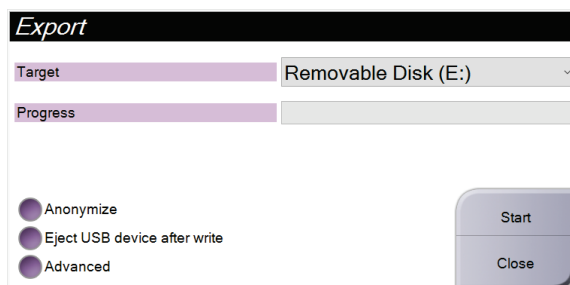 Export
Target
Removable Disk (E:)
Progress
Anonymize
Eject USB device after write
Advanced
Start
Close